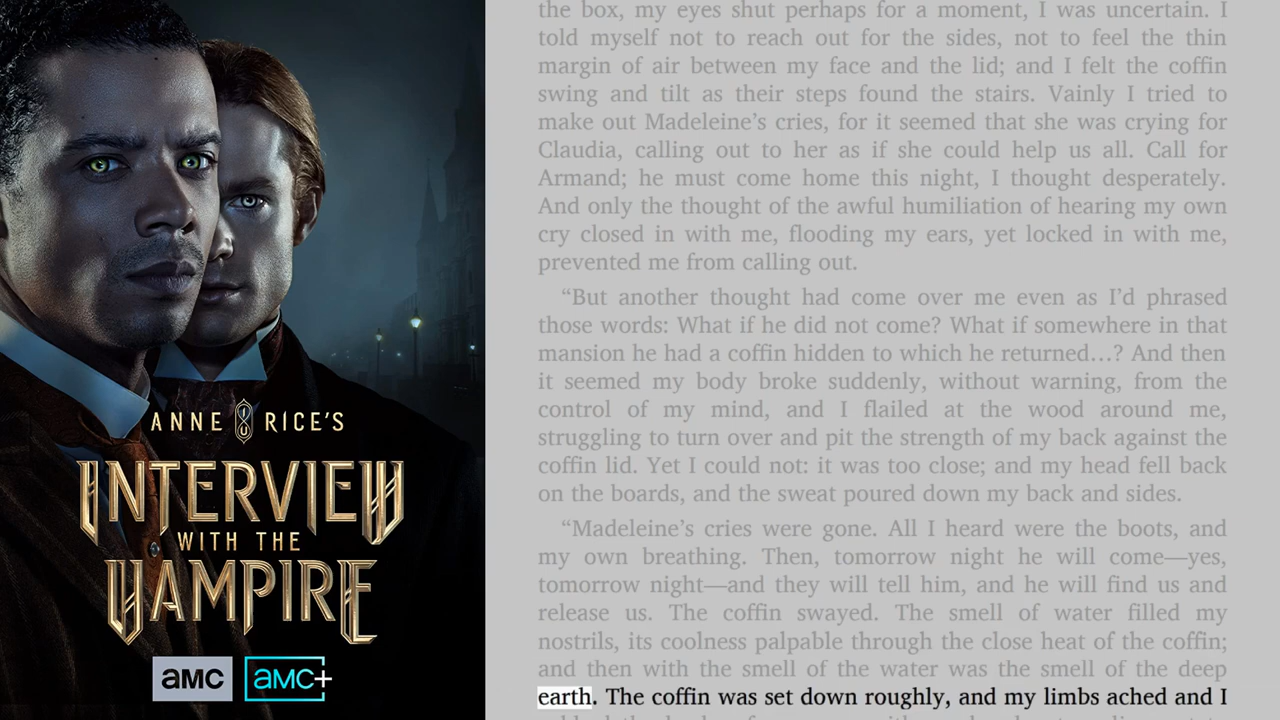 ANNE RICE'S
INTERVIEW
WITH THE
VAMPIRE
aMC
aMC+
the box, my eyes shut perhaps for a moment, I was uncertain. I
told myself not to reach out for the sides, not to feel the thin
margin of air between my face and the lid; and I felt the coffin
swing and tilt as their steps found the stairs. Vainly I tried to
make out Madeleine’s cries, for it seemed that she was crying for
Claudia, calling out to her as if she could help us all. Call for
Armand; he must come home this night, I thought desperately.
And only the thought of the awful humiliation of hearing my own
cry closed in with me, flooding my ears, yet locked in with me,
prevented me from calling out.
“But another thought had come over me even as I’d phrased
those words: What if he did not come? What if somewhere in that
mansion he had a coffin hidden to which he returned…? And then
it seemed my body broke suddenly, without warning, from the
control of my mind, and I flailed at the wood around me,
struggling to turn over and pit the strength of my back against the
coffin lid. Yet I could not: it was too close; and my head fell back
on the boards, and the sweat poured down my back and sides.
“Madeleine’s cries were gone. All I heard were the boots, and
my own breathing. Then, tomorrow night he will come—yes,
tomorrow night—and they will tell him, and he will find us and
release us. The coffin swayed. The smell of water filled my
nostrils, its coolness palpable through the close heat of the coffin;
and then with the smell of the water was the smell of the deep
earth. The coffin was set down roughly, and my limbs ached and I